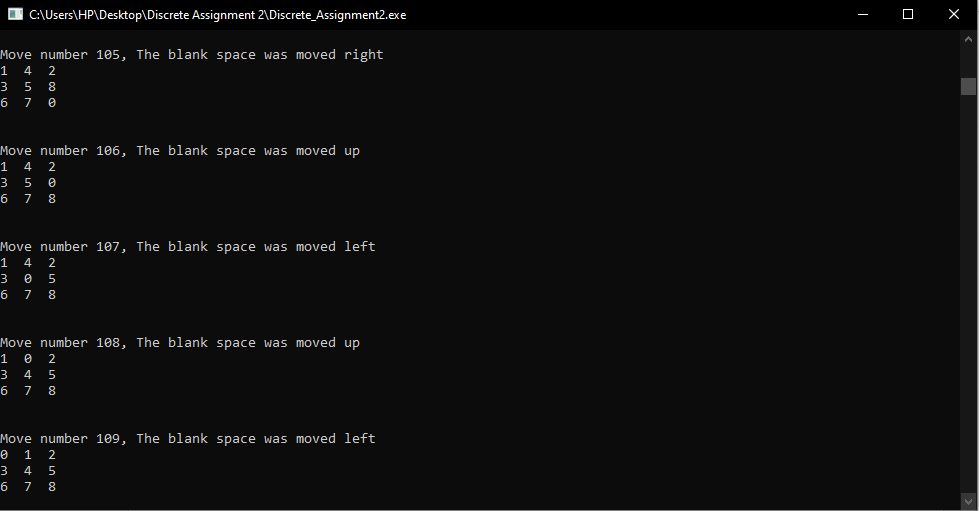 C:\Users\HP\Desktop\Discrete Assignment 2\Discrete_Assignment2.exe
Move number 105, The blank space was moved right
1  4  2
3  5  8
6  7  0
Move number 106, The blank space was moved up
1  4  2
3  5  0
6  7  8
Move number 107, The blank space was moved left
1  4  2
3  0  5
6  7  8
Move number 108, The blank space was moved up
1  0  2
3  4  5
6  7  8
Move number 109, The blank space was moved left
0  1  2
3  4  5
6  7  8